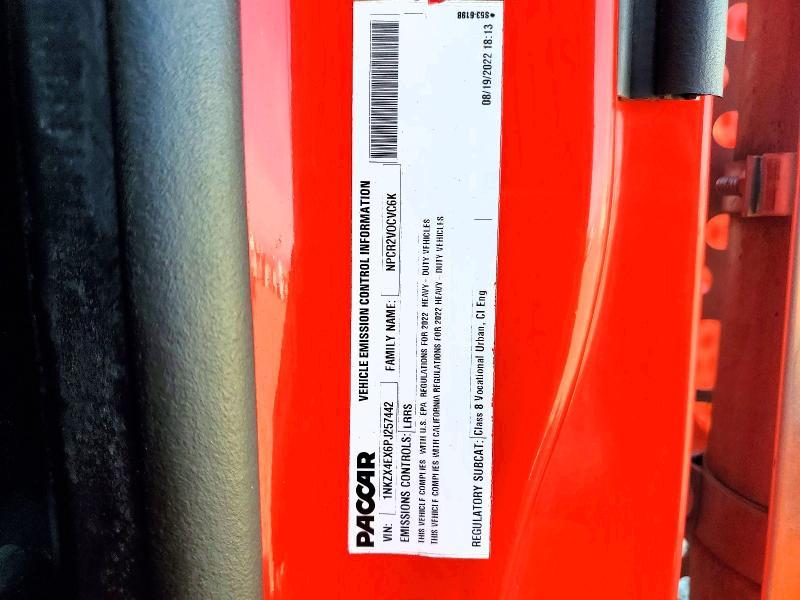 VEHICLE EMISSION CONTROL INFORMATION
PACCAR
VIN: 1NKZX4EX6PJ257442 FAMILY NAME: NPCR2VOCVC6K
EMISSIONS CONTROLS: LRRS
THIS VEHICLE COMPLIES WITH U.S. EPA REGULATIONS FOR 2022 HEAVY- DUTY VEHICLES
THIS VEHICLE COMPLIES WITH CALIFORNIA REGULATIONS FOR 2022 HEAVY- DUTY VEHICLES
REGULATORY SUBCAT: Class 8 Vocational Urban, CI Eng
08/19/2022 18:13
S53-6198